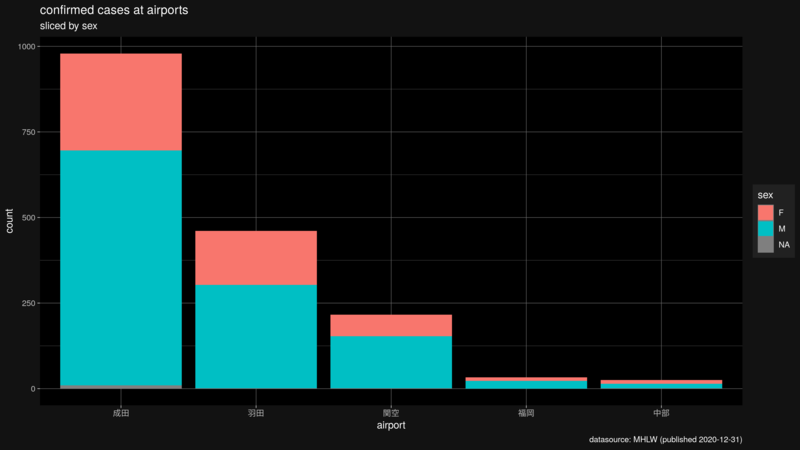 confirmed cases at airports
sliced by sex
1000
750
500
250
0
count
成田
羽田
関空
福岡
中部
airport
sex
F
M
NA
datasource: MHLW (published 2020-12-31)